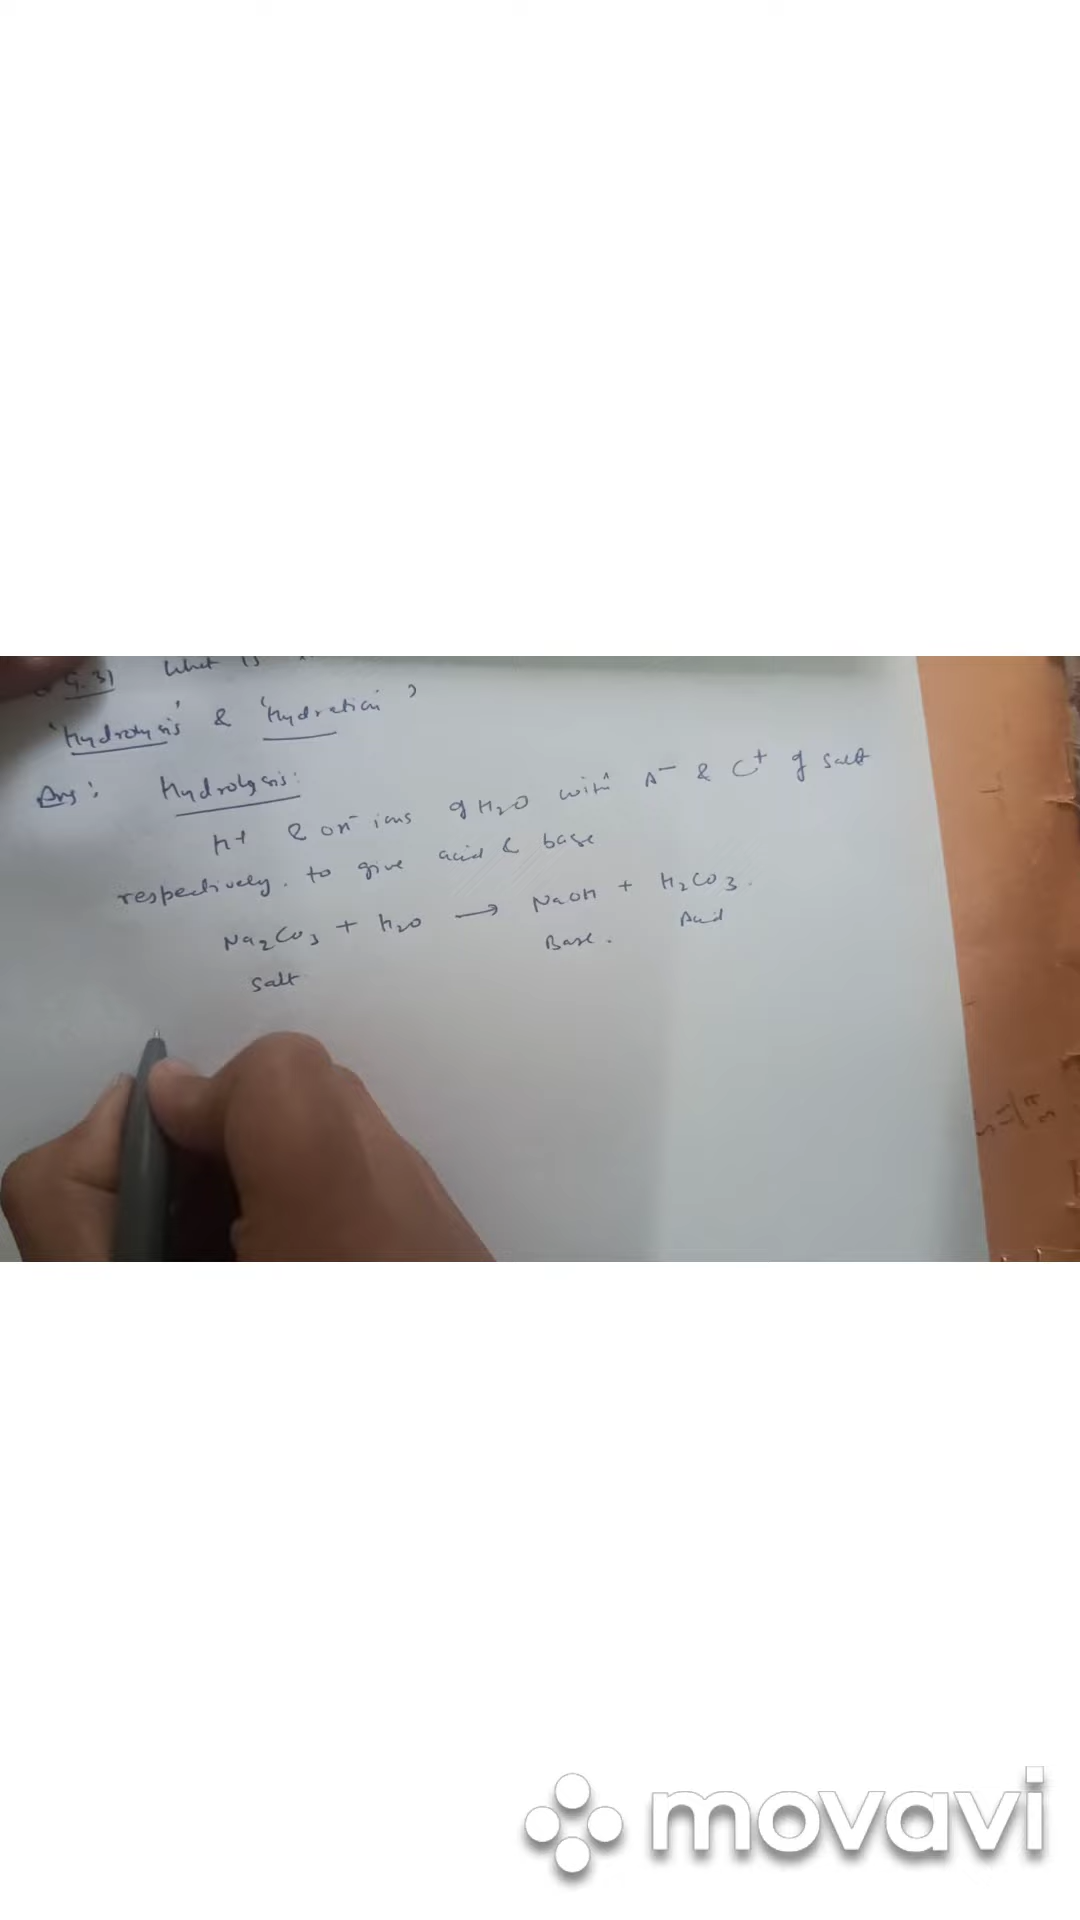 Q.31 What is
'Hydrolysis' & 'Hydration'
Ans: Hydrolysis:
H+ & OH- ions of H2O with A- & C+ of salt
respectively. to give acid & base
Na2CO3 + H2O → NaOH + H2CO3.
Salt Base. Acid
movavi